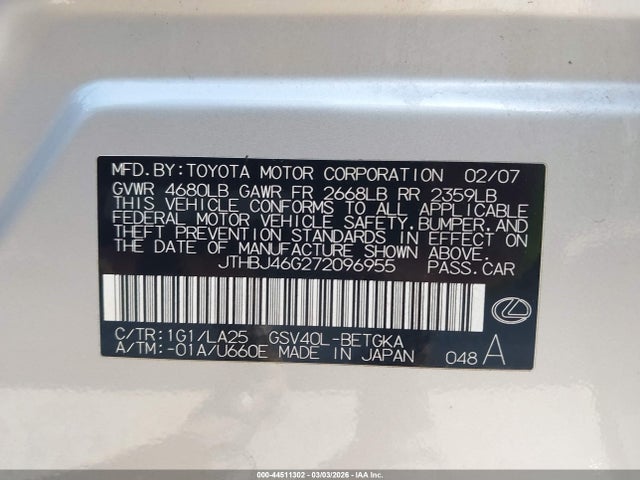 MFD.BY:TOYOTA MOTOR CORPORATION 02/07
GVWR 4680LB GAWR FR 2668LB RR 2359LB
THIS VEHICLE CONFORMS TO ALL APPLICABLE
FEDERAL MOTOR VEHICLE SAFETY,BUMPER,AND
THEFT PREVENTION STANDARDS IN EFFECT ON
THE DATE OF MANUFACTURE SHOWN ABOVE.
JTHBJ46G272096955 PASS.CAR
C/TR:1G1/LA25 GSV40L-BETGKA
A/TM:-01A/U660E MADE IN JAPAN 048 A
000-44511302 - 03/03/2026 - IAA Inc.